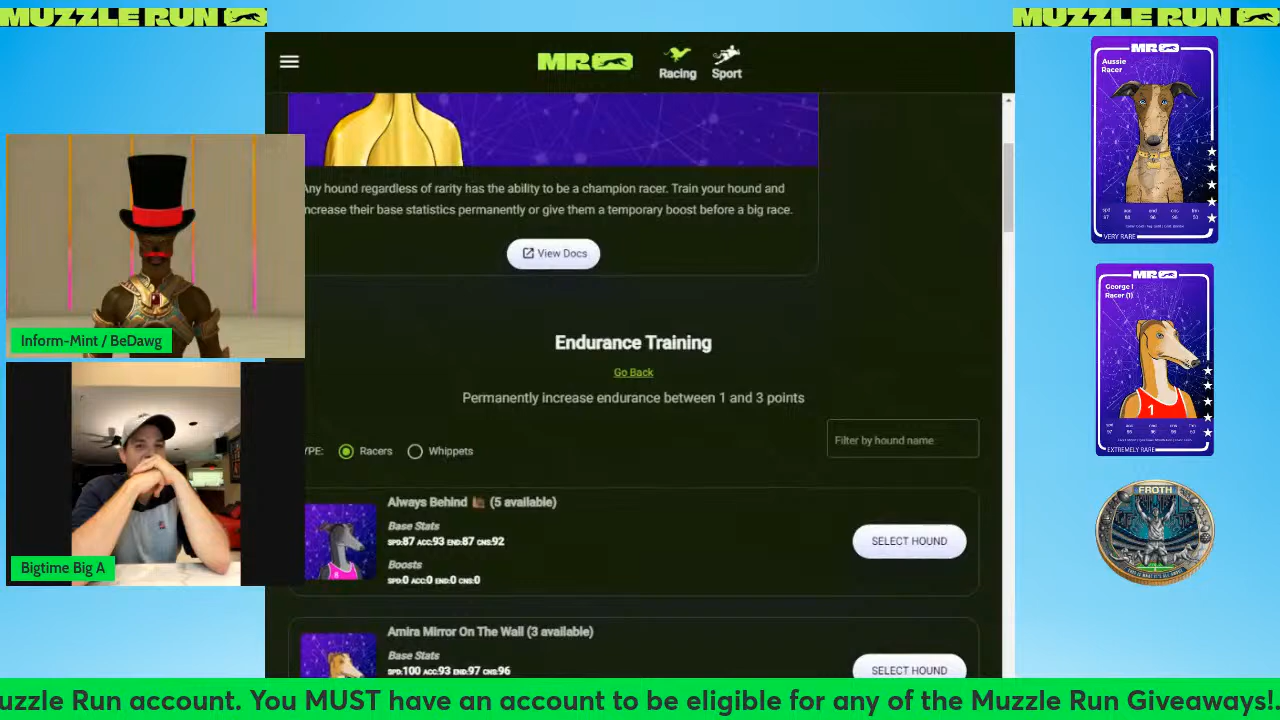 MUZZLE RUN
MUZZLE RUN
MR
Racing
Sport
Any hound regardless of rarity has the ability to be a champion racer. Train your hound and
ncrease their base statistics permanently or give them a temporary boost before a big race.
View Docs
Endurance Training
Go Back
Permanently increase endurance between 1 and 3 points
YPE:
Racers
Whippets
Filter by hound name
Always Behind (5 available)
Base Stats
SPD:87 ACC:93 END:87 CNS:92
Boosts
SPD:0 ACC:0 END:0 CNS:0
SELECT HOUND
Amira Mirror On The Wall (3 available)
Base Stats
SPD:100 ACC:93 END:97 CNS:96
SELECT HOUND
Inform-Mint / BeDawg
Bigtime Big A
MR
Aussie
Racer
VERY RARE
MR
George I
Racer (1)
1
EXTREMELY RARE
FROTH
uzzle Run account. You MUST have an account to be eligible for any of the Muzzle Run Giveaways!.